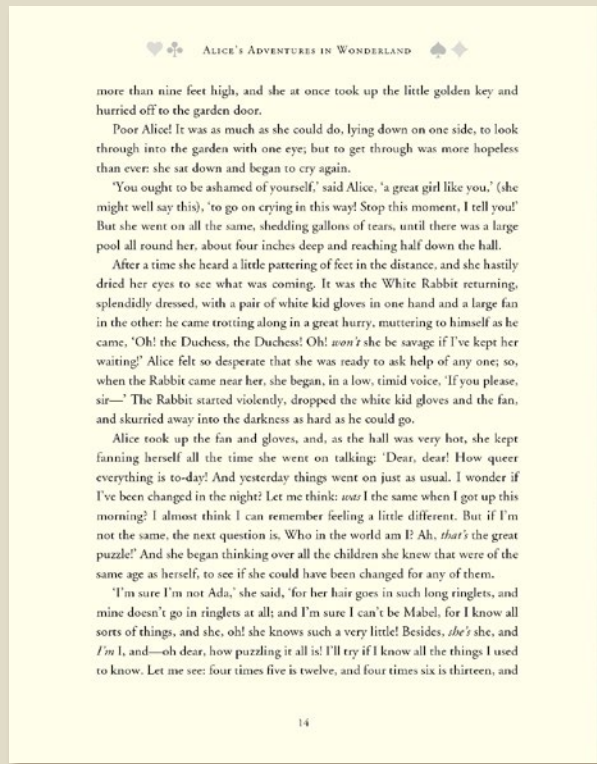 ALICE'S ADVENTURES IN WONDERLAND
more than nine feet high, and she at once took up the little golden key and
hurried off to the garden door.
Poor Alice! It was as much as she could do, lying down on one side, to look
through into the garden with one eye; but to get through was more hopeless
than ever: she sat down and began to cry again.
'You ought to be ashamed of yourself,' said Alice, 'a great girl like you,' (she
might well say this), 'to go on crying in this way! Stop this moment, I tell you!'
But she went on all the same, shedding gallons of tears, until there was a large
pool all round her, about four inches deep and reaching half down the hall.
After a time she heard a little pattering of feet in the distance, and she hastily
dried her eyes to see what was coming. It was the White Rabbit returning,
splendidly dressed, with a pair of white kid gloves in one hand and a large fan
in the other: he came trotting along in a great hurry, muttering to himself as he
came, 'Oh! the Duchess, the Duchess! Oh! won't she be savage if I've kept her
waiting!' Alice felt so desperate that she was ready to ask help of any one; so,
when the Rabbit came near her, she began, in a low, timid voice, 'If you please,
sir—' The Rabbit started violently, dropped the white kid gloves and the fan,
and skurried away into the darkness as hard as he could go.
Alice took up the fan and gloves, and, as the hall was very hot, she kept
fanning herself all the time she went on talking: 'Dear, dear! How queer
everything is to-day! And yesterday things went on just as usual. I wonder if
I've been changed in the night? Let me think: was I the same when I got up this
morning? I almost think I can remember feeling a little different. But if I'm
not the same, the next question is, Who in the world am I? Ah, that's the great
puzzle!' And she began thinking over all the children she knew that were of the
same age as herself, to see if she could have been changed for any of them.
'I'm sure I'm not Ada,' she said, 'for her hair goes in such long ringlets, and
mine doesn't go in ringlets at all; and I'm sure I can't be Mabel, for I know all
sorts of things, and she, oh! she knows such a very little! Besides, she's she, and
I'm I, and—oh dear, how puzzling it all is! I'll try if I know all the things I used
to know. Let me see: four times five is twelve, and four times six is thirteen, and
14